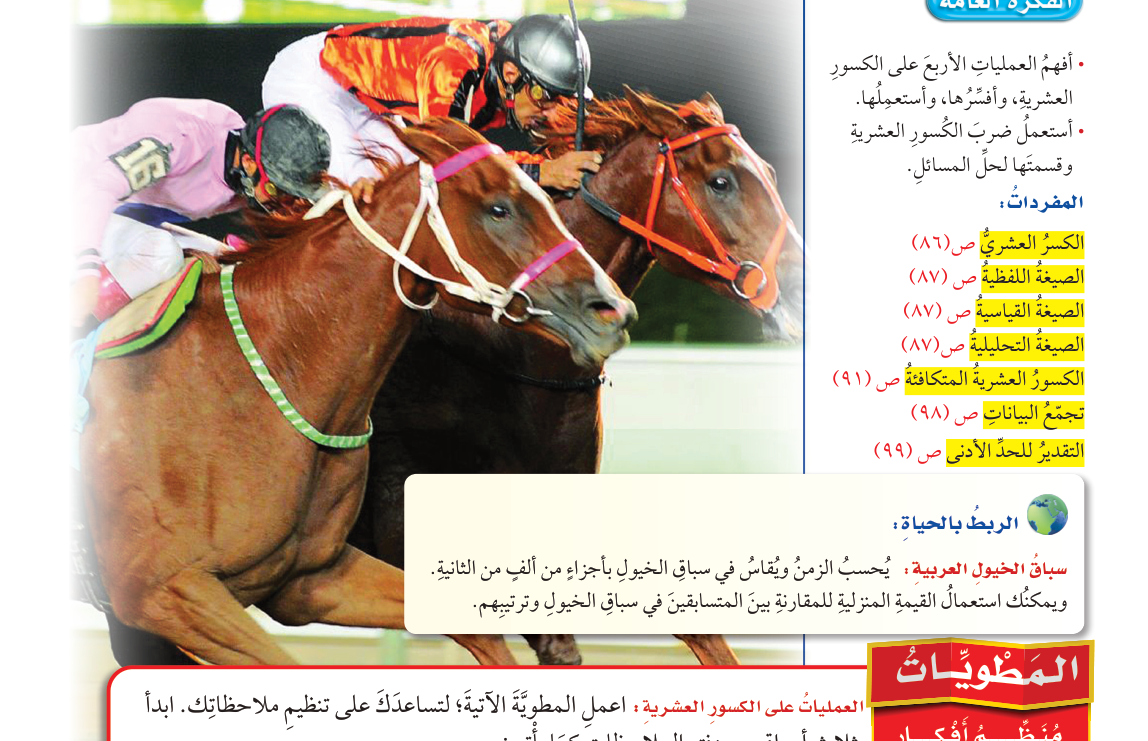 الفكرة العامة
• أفهمُ العملياتِ الأربعَ على الكسورِ
العشريةِ، وأفسِّرُها، وأستعمِلُها.
• أستعملُ ضربَ الكُسورِ العشريةِ
وقسمتَها لحلِّ المسائلِ.
المفرداتُ:
الكسرُ العشريُّ ص(٨٦)
الصيغةُ اللفظيةُ ص (٨٧)
الصيغةُ القياسيةُ ص (٨٧)
الصيغةُ التحليليةُ ص(٨٧)
الكسورُ العشريةُ المتكافئةُ ص (٩١)
تجمّعُ البياناتِ ص (٩٨)
التقديرُ للحدِّ الأدنى ص (٩٩)
16
الربطُ بالحياةِ:
سباقُ الخيولِ العربيةِ: يُحسبُ الزمنُ ويُقاسُ في سباقِ الخيولِ بأجزاءٍ من ألفٍ من الثانيةِ.
ويمكنُك استعمالُ القيمةِ المنزليةِ للمقارنةِ بينَ المتسابقينَ في سباقِ الخيولِ وترتيبِهم.
المَطْويَّاتُ
مُنَظِّمُ أَفْكارٍ
العملياتُ على الكسورِ العشريةِ: اعملِ المطويَّةَ الآتيةَ؛ لتساعدَكَ على تنظيمِ ملاحظاتِك. ابدأ